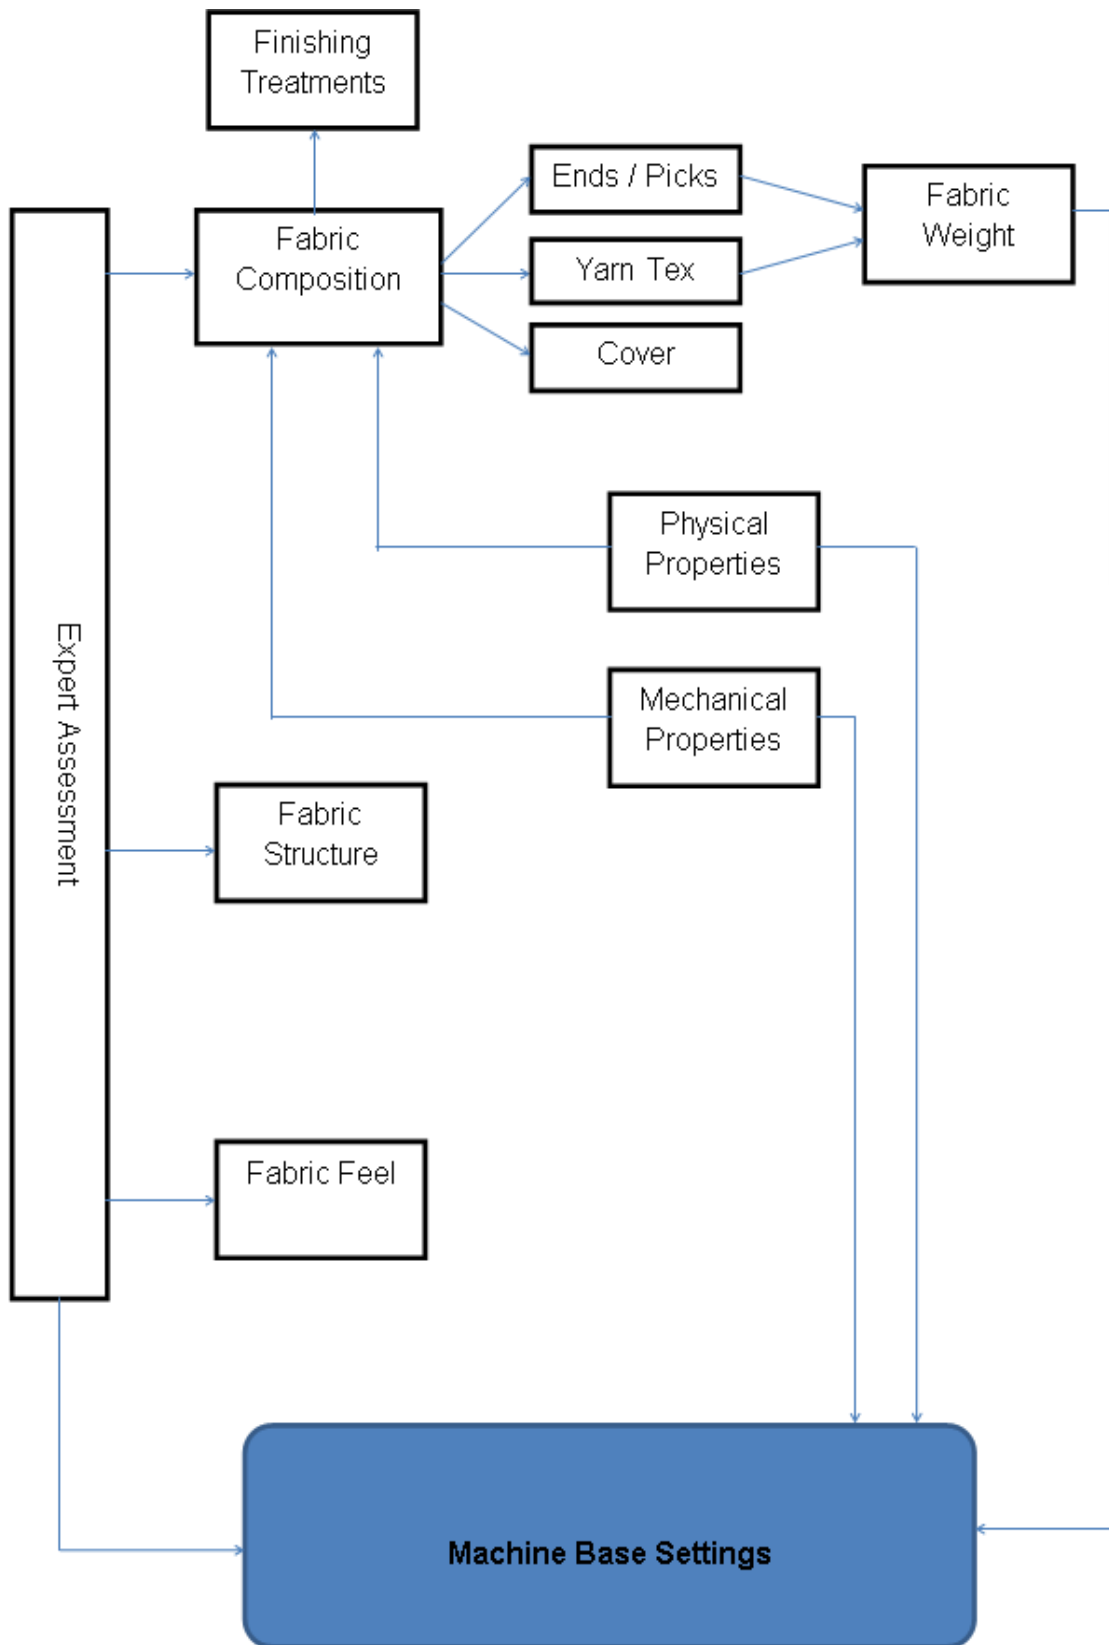 Finishing
Treatments
Ends / Picks
Fabric
Weight
Fabric
Composition
Yarn Tex
Cover
Physical
Properties
Expert Assessment
Mechanical
Properties
Fabric
Structure
Fabric Feel
Machine Base Settings